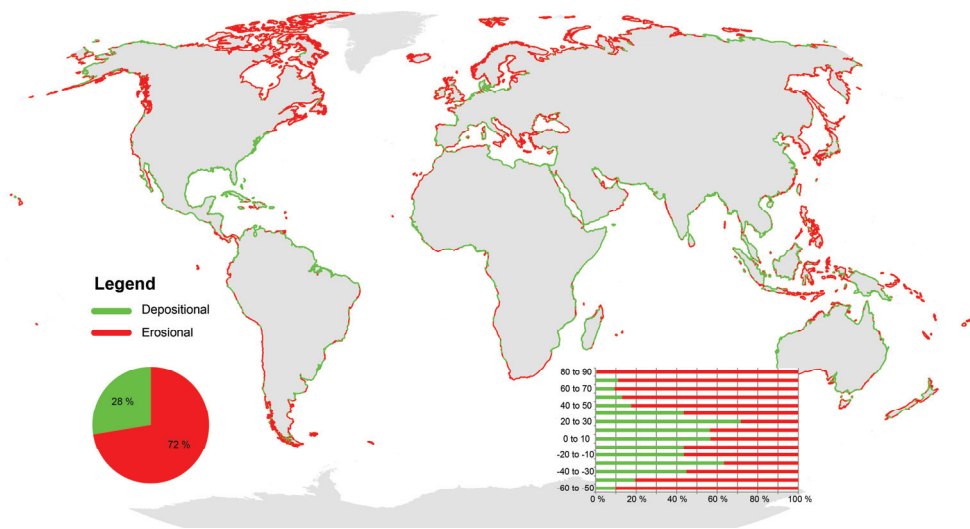 Legend
Depositional
Erosional
28 %
72 %
80 to 90
60 to 70
40 to 50
20 to 30
0 to 10
-20 to -10
-40 to -30
-60 to -50
0 % 20 % 40 % 60 % 80 % 100 %